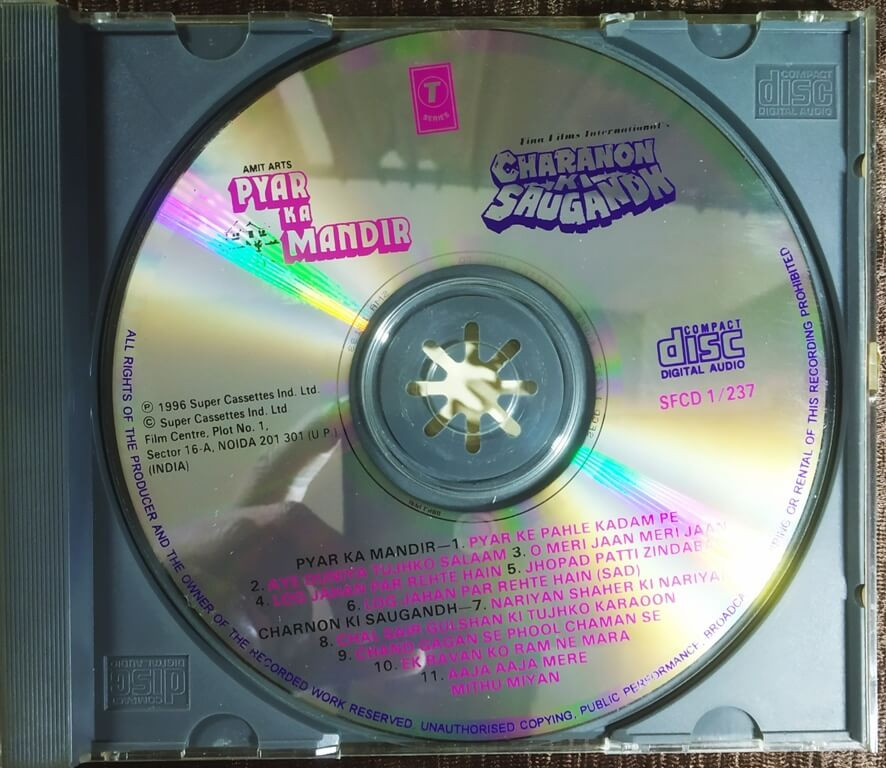 T
SERIES
AMIT ARTS
PYAR
KA
MANDIR
Tina Films International's
CHARANON
KI
SAUGANDH
COMPACT
disc
DIGITAL AUDIO
COMPACT
disc
DIGITAL AUDIO
SFCD 1/237
Ⓟ 1996 Super Cassettes Ind. Ltd.
© Super Cassettes Ind. Ltd
Film Centre, Plot No. 1,
Sector 16-A, NOIDA 201 301 (U P )
(INDIA)
PYAR KA MANDIR—1. PYAR KE PAHLE KADAM PE
2. AYE DUNIYA TUJHKO SALAAM 3. O MERI JAAN MERI JAAN
4. LOG JAHAN PAR REHTE HAIN 5. JHOPAD PATTI
6. LOG JAHAN PAR REHTE HAIN (SAD)
CHARNON KI SAUGANDH—7. NARIYAN SHAHER KI
8. CHAL SAIR GULSHAN KI TUJHKO KARAOON
9. CHAND GAGAN SE PHOOL CHAMAN SE
10. EK RAVAN KO RAM NE MARA
11. AAJA AAJA MERE
MITHU MIYAN
ALL RIGHTS OF THE PRODUCER AND THE OWNER OF THE RECORDED WORK RESERVED. UNAUTHORISED COPYING, PUBLIC PERFORMANCE, OR RENTAL OF THIS RECORDING PROHIBITED
COMPACT
disc
DIGITAL AUDIO